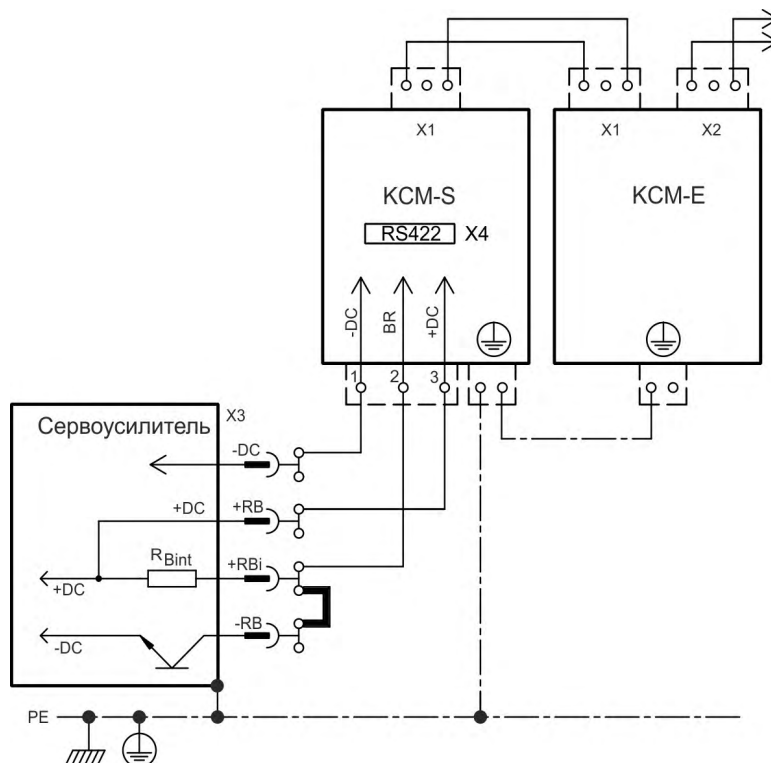 X1
X1
X2
KCM-S
KCM-E
RS422
X4
-DC
BR
+DC
1
2
3
X3
Сервоусилитель
-DC
+DC
+RB
RBint
+RBi
+DC
-RB
-DC
PE